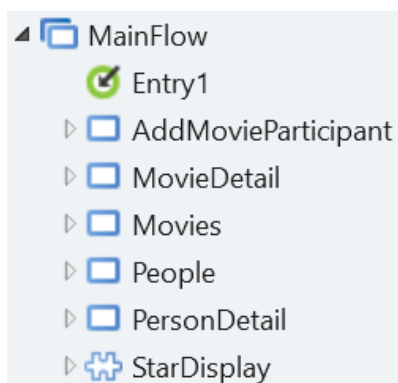 MainFlow
Entry1
AddMovieParticipant
MovieDetail
Movies
People
PersonDetail
StarDisplay